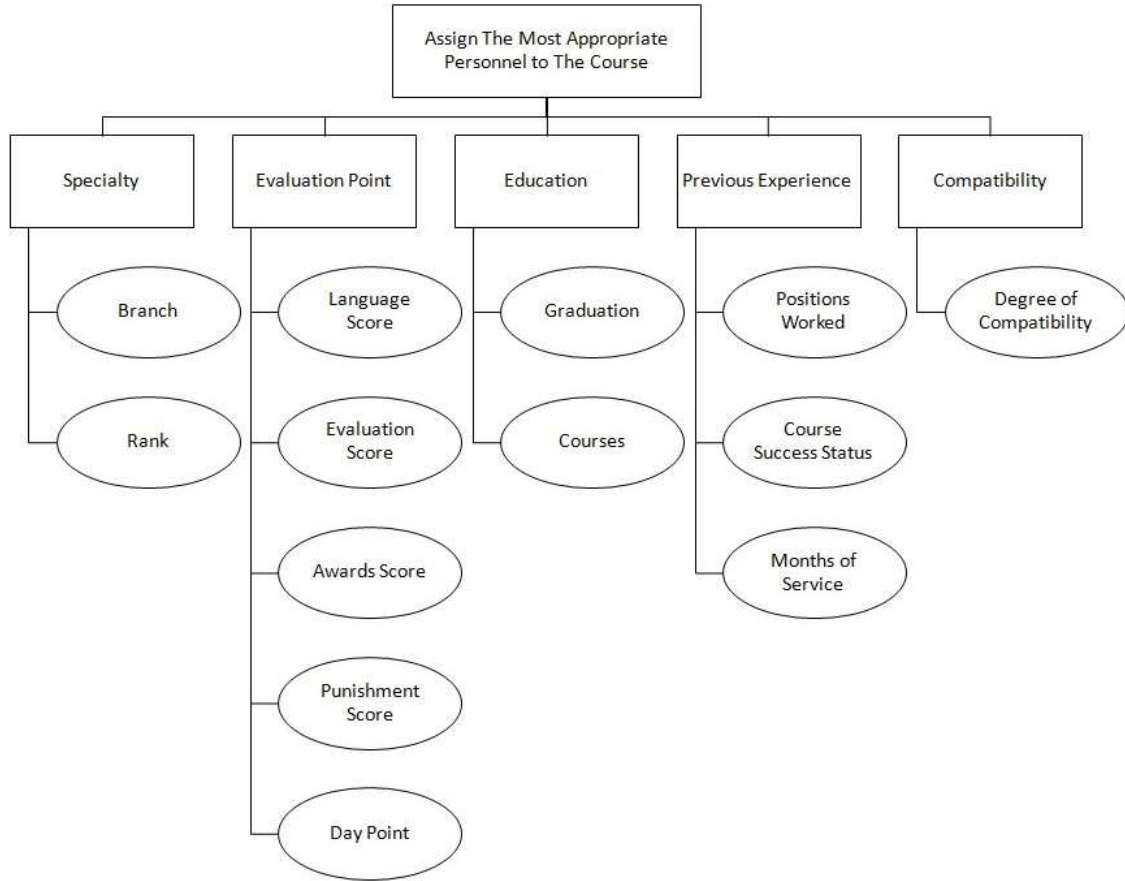 Assign The Most Appropriate
Personnel to The Course
Specialty
Evaluation Point
Education
Previous Experience
Compatibility
Branch
Language
Score
Graduation
Positions
Worked
Degree of
Compatibility
Rank
Evaluation
Score
Courses
Course
Success Status
Awards Score
Months of
Service
Punishment
Score
Day Point